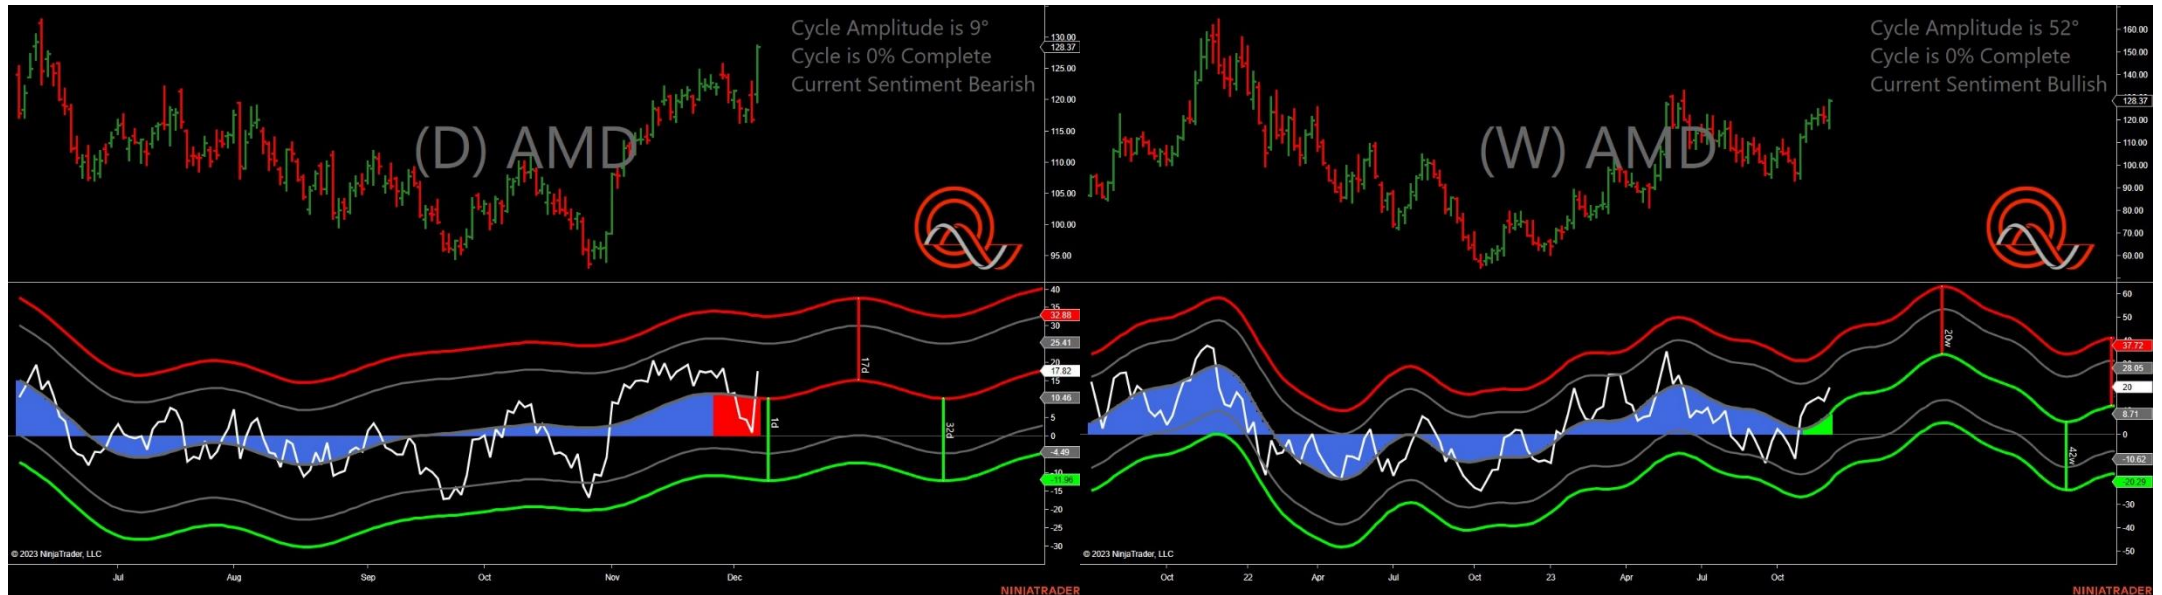 Cycle Amplitude is 9°
Cycle is 0% Complete
Current Sentiment Bearish
(D) AMD
130.00
128.37
125.00
120.00
115.00
110.00
105.00
100.00
95.00
40
35
32.88
30
25.41
20
17.82
15
10.46
5
0
-4.49
-10
-11.96
-15
-20
-25
-30
17d
1d
32d
© 2023 NinjaTrader, LLC
Jul
Aug
Sep
Oct
Nov
Dec
NINJATRADER
Cycle Amplitude is 52°
Cycle is 0% Complete
Current Sentiment Bullish
(W) AMD
160.00
150.00
140.00
128.37
120.00
110.00
100.00
90.00
80.00
70.00
60.00
60
50
37.72
28.05
20
8.71
0
-10.62
-20.29
-30
-40
-50
20w
42w
© 2023 NinjaTrader, LLC
Oct
22
Apr
Jul
Oct
23
Apr
Jul
Oct
NINJATRADER